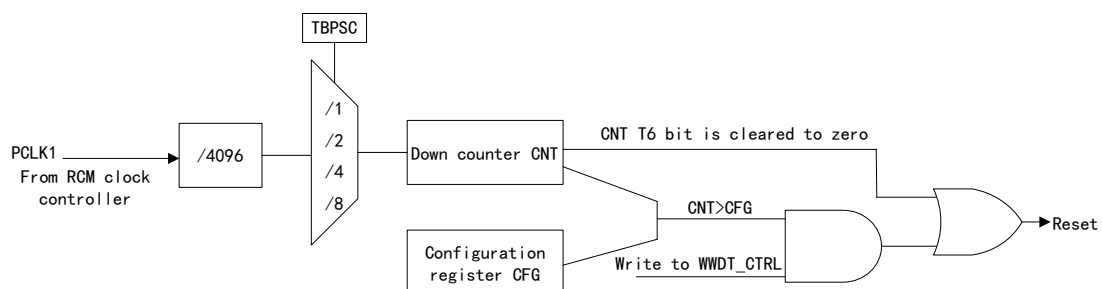 TBPSC
/1
/2
/4
/8
PCLK1
From RCM clock
controller
/4096
Down counter CNT
CNT T6 bit is cleared to zero
CNT>CFG
Configuration
register CFG
Write to WWDT_CTRL
Reset